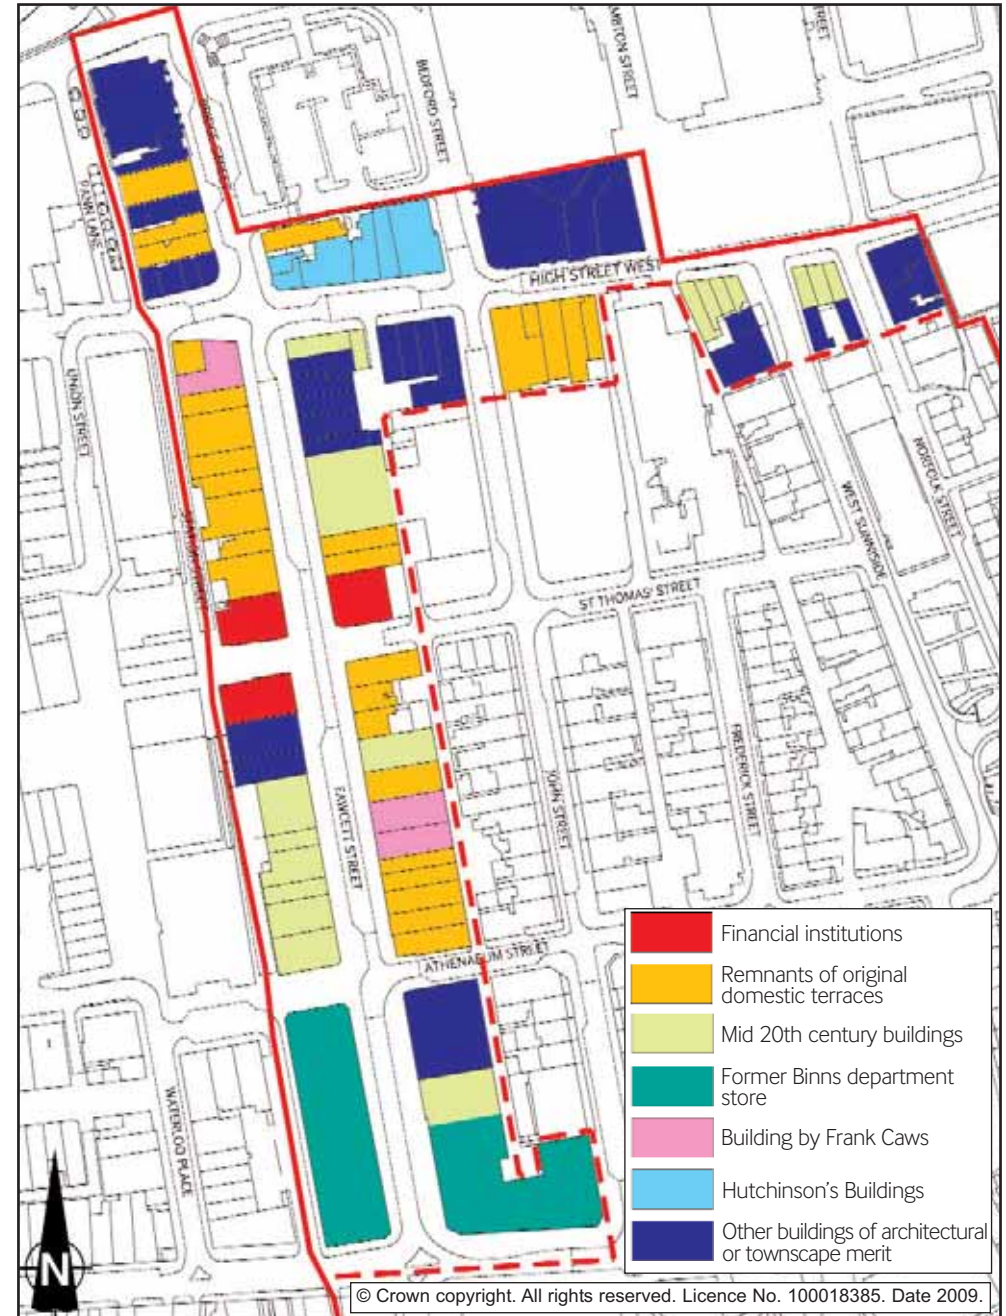 BEDFORD STREET
STREET
HIGH STREET WEST
UNION STREET
ST THOMAS' STREET
WEST SUNNISIDE
NORFOLK STREET
FREDERICK STREET
JOHN STREET
FAWCETT STREET
ATHENAEUM STREET
WATERLOO PLACE
Financial institutions
Remnants of original
domestic terraces
Mid 20th century buildings
Former Binns department
store
Building by Frank Caws
Hutchinson's Buildings
Other buildings of architectural
or townscape merit
N
© Crown copyright. All rights reserved. Licence No. 100018385. Date 2009.